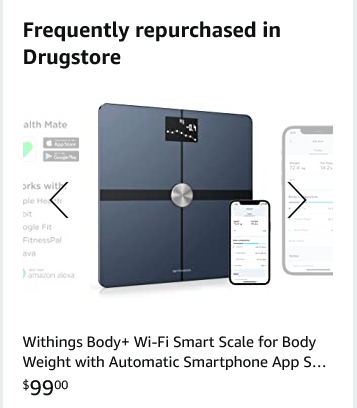 Frequently repurchased in
Drugstore
alth Mate
App Store
Google Play
orks with
ple Health
bit
ogle Fit
FitnessPal
ava
amazon alexa
Withings Body+ Wi-Fi Smart Scale for Body
Weight with Automatic Smartphone App S...
$9900